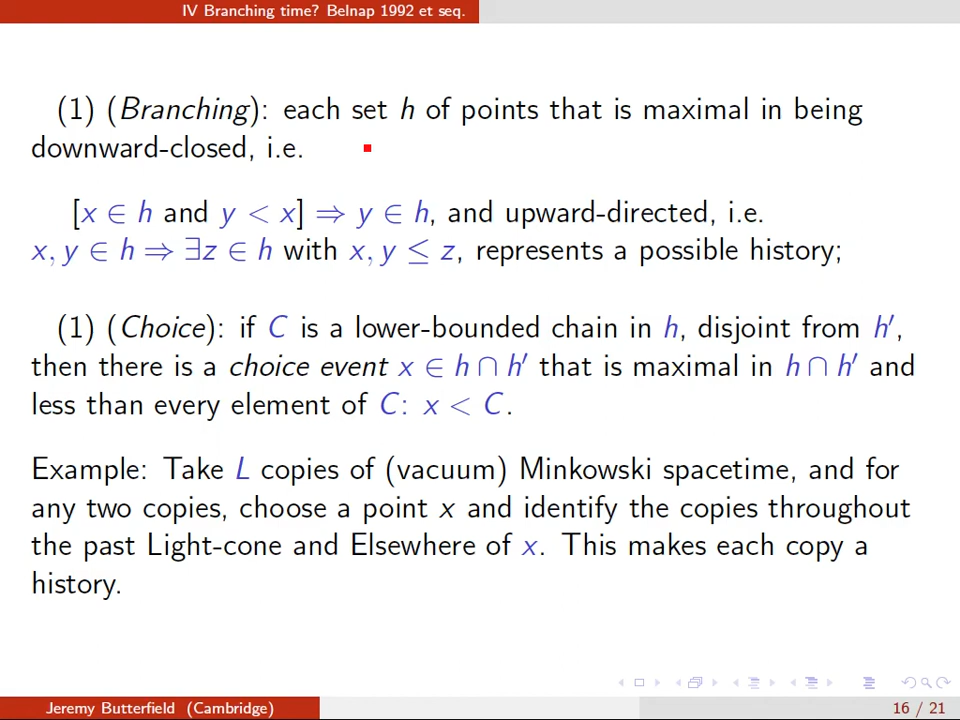 IV Branching time? Belnap 1992 et seq.
(1) (Branching): each set h of points that is maximal in being
downward-closed, i.e.
[x ∈ h and y < x] ⇒ y ∈ h, and upward-directed, i.e.
x, y ∈ h ⇒ ∃z ∈ h with x, y ≤ z, represents a possible history;
(1) (Choice): if C is a lower-bounded chain in h, disjoint from h′,
then there is a choice event x ∈ h ∩ h′ that is maximal in h ∩ h′ and
less than every element of C: x < C.
Example: Take L copies of (vacuum) Minkowski spacetime, and for
any two copies, choose a point x and identify the copies throughout
the past Light-cone and Elsewhere of x. This makes each copy a
history.
Jeremy Butterfield (Cambridge)
16 / 21